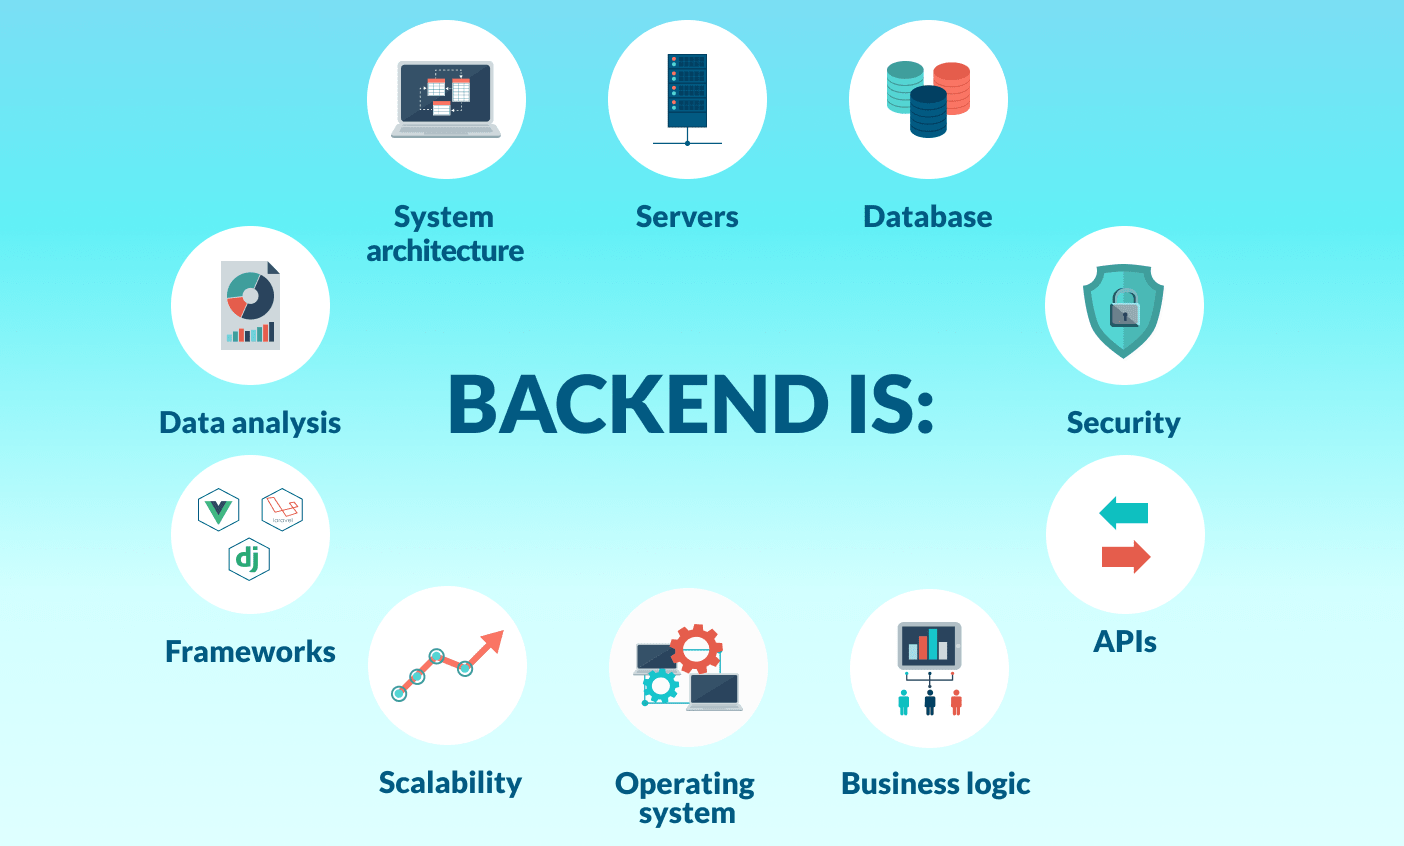 System
architecture
Servers
Database
Data analysis
BACKEND IS:
Security
laravel
dj
Frameworks
APIs
Scalability
Operating
system
Business logic